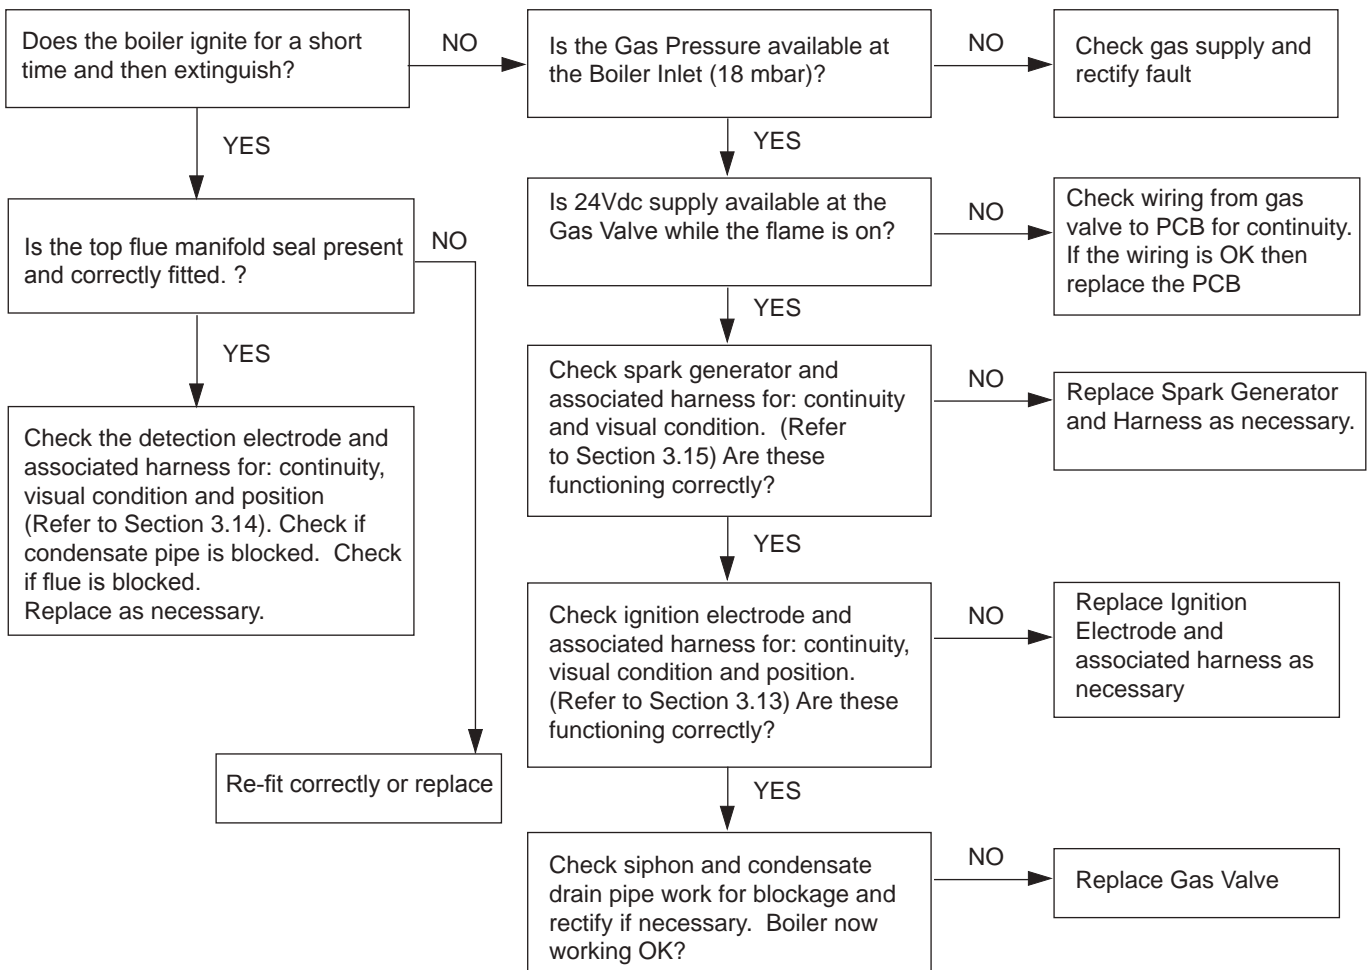 Does the boiler ignite for a short
time and then extinguish?
NO
Is the Gas Pressure available at
the Boiler Inlet (18 mbar)?
NO
Check gas supply and
rectify fault
YES
YES
Is the top flue manifold seal present
and correctly fitted. ?
NO
Is 24Vdc supply available at the
Gas Valve while the flame is on?
NO
Check wiring from gas
valve to PCB for continuity.
If the wiring is OK then
replace the PCB
YES
YES
Check the detection electrode and
associated harness for: continuity,
visual condition and position
(Refer to Section 3.14). Check if
condensate pipe is blocked. Check
if flue is blocked.
Replace as necessary.
Check spark generator and
associated harness for: continuity
and visual condition. (Refer
to Section 3.15) Are these
functioning correctly?
NO
Replace Spark Generator
and Harness as necessary.
YES
Check ignition electrode and
associated harness for: continuity,
visual condition and position.
(Refer to Section 3.13) Are these
functioning correctly?
NO
Replace Ignition
Electrode and
associated harness as
necessary
Re-fit correctly or replace
YES
Check siphon and condensate
drain pipe work for blockage and
rectify if necessary. Boiler now
working OK?
NO
Replace Gas Valve